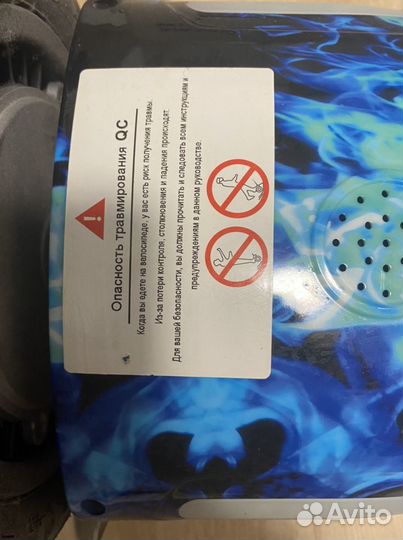 Опасность травмирования QC
Когда вы едете на велосипеде, у вас есть риск получения травмы.
Из-за потери контроля, столкновения и падения происходят.
Для вашей безопасности, вы должны прочитать и следовать всем инструкциям и
предупреждениям в данном руководстве.
Avito